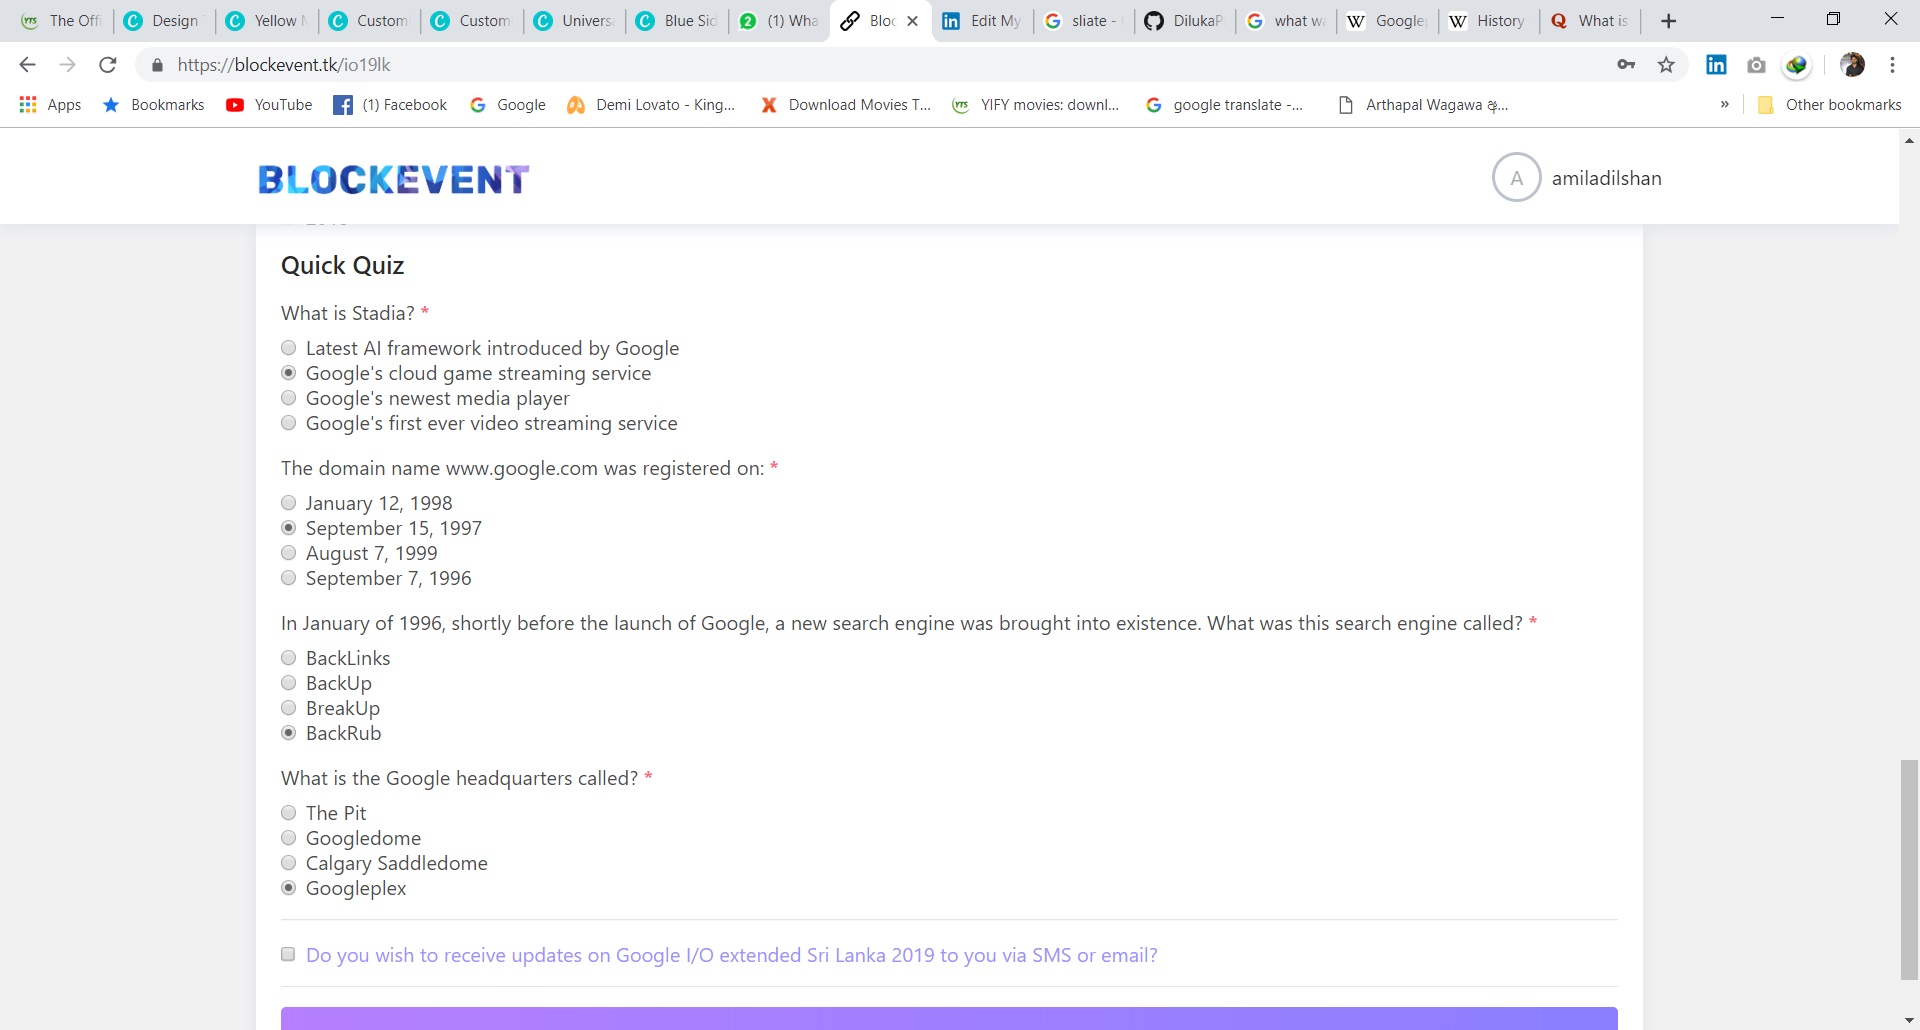 The Offi
Design
Yellow
Custom
Custom
Univers
Blue Sid
(1) Wha
Bloc
Edit My
sliate -
DilukaP
what wa
Google
History
What is
https://blockevent.tk/io19lk
Apps
Bookmarks
YouTube
(1) Facebook
Google
Demi Lovato - King...
Download Movies T...
YIFY movies: downl...
google translate -...
Arthapal Wagawa අ...
»
Other bookmarks
BLOCKEVENT
A
amiladilshan
Quick Quiz
What is Stadia? *
Latest AI framework introduced by Google
Google's cloud game streaming service
Google's newest media player
Google's first ever video streaming service
The domain name www.google.com was registered on: *
January 12, 1998
September 15, 1997
August 7, 1999
September 7, 1996
In January of 1996, shortly before the launch of Google, a new search engine was brought into existence. What was this search engine called? *
BackLinks
BackUp
BreakUp
BackRub
What is the Google headquarters called? *
The Pit
Googledome
Calgary Saddledome
Googleplex
Do you wish to receive updates on Google I/O extended Sri Lanka 2019 to you via SMS or email?